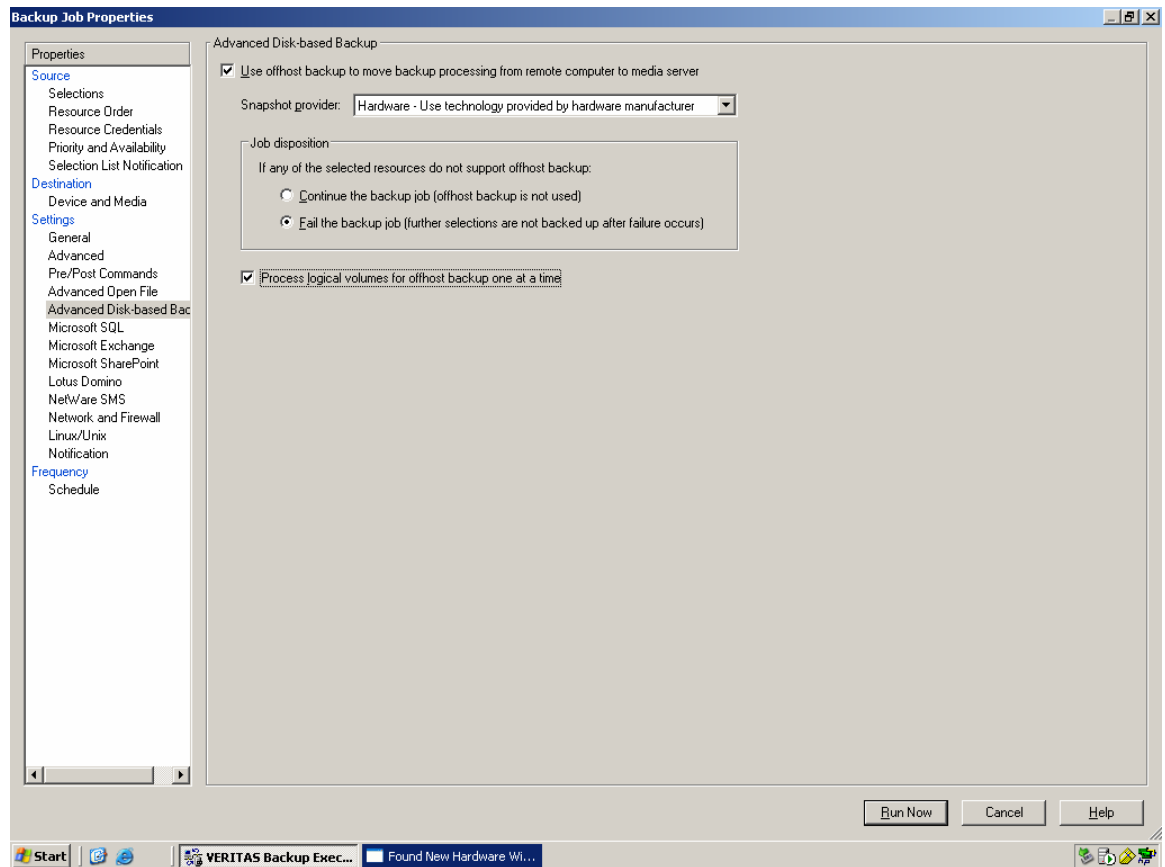 Backup Job Properties
Properties
Source
Selections
Resource Order
Resource Credentials
Priority and Availability
Selection List Notification
Destination
Device and Media
Settings
General
Advanced
Pre/Post Commands
Advanced Open File
Advanced Disk-based Bac
Microsoft SQL
Microsoft Exchange
Microsoft SharePoint
Lotus Domino
NetWare SMS
Network and Firewall
Linux/Unix
Notification
Frequency
Schedule
Advanced Disk-based Backup
Use offhost backup to move backup processing from remote computer to media server
Snapshot provider: Hardware - Use technology provided by hardware manufacturer
Job disposition
If any of the selected resources do not support offhost backup:
Continue the backup job (offhost backup is not used)
Fail the backup job (further selections are not backed up after failure occurs)
Process logical volumes for offhost backup one at a time
Run Now Cancel Help
Start VERITAS Backup Exec... Found New Hardware Wi...